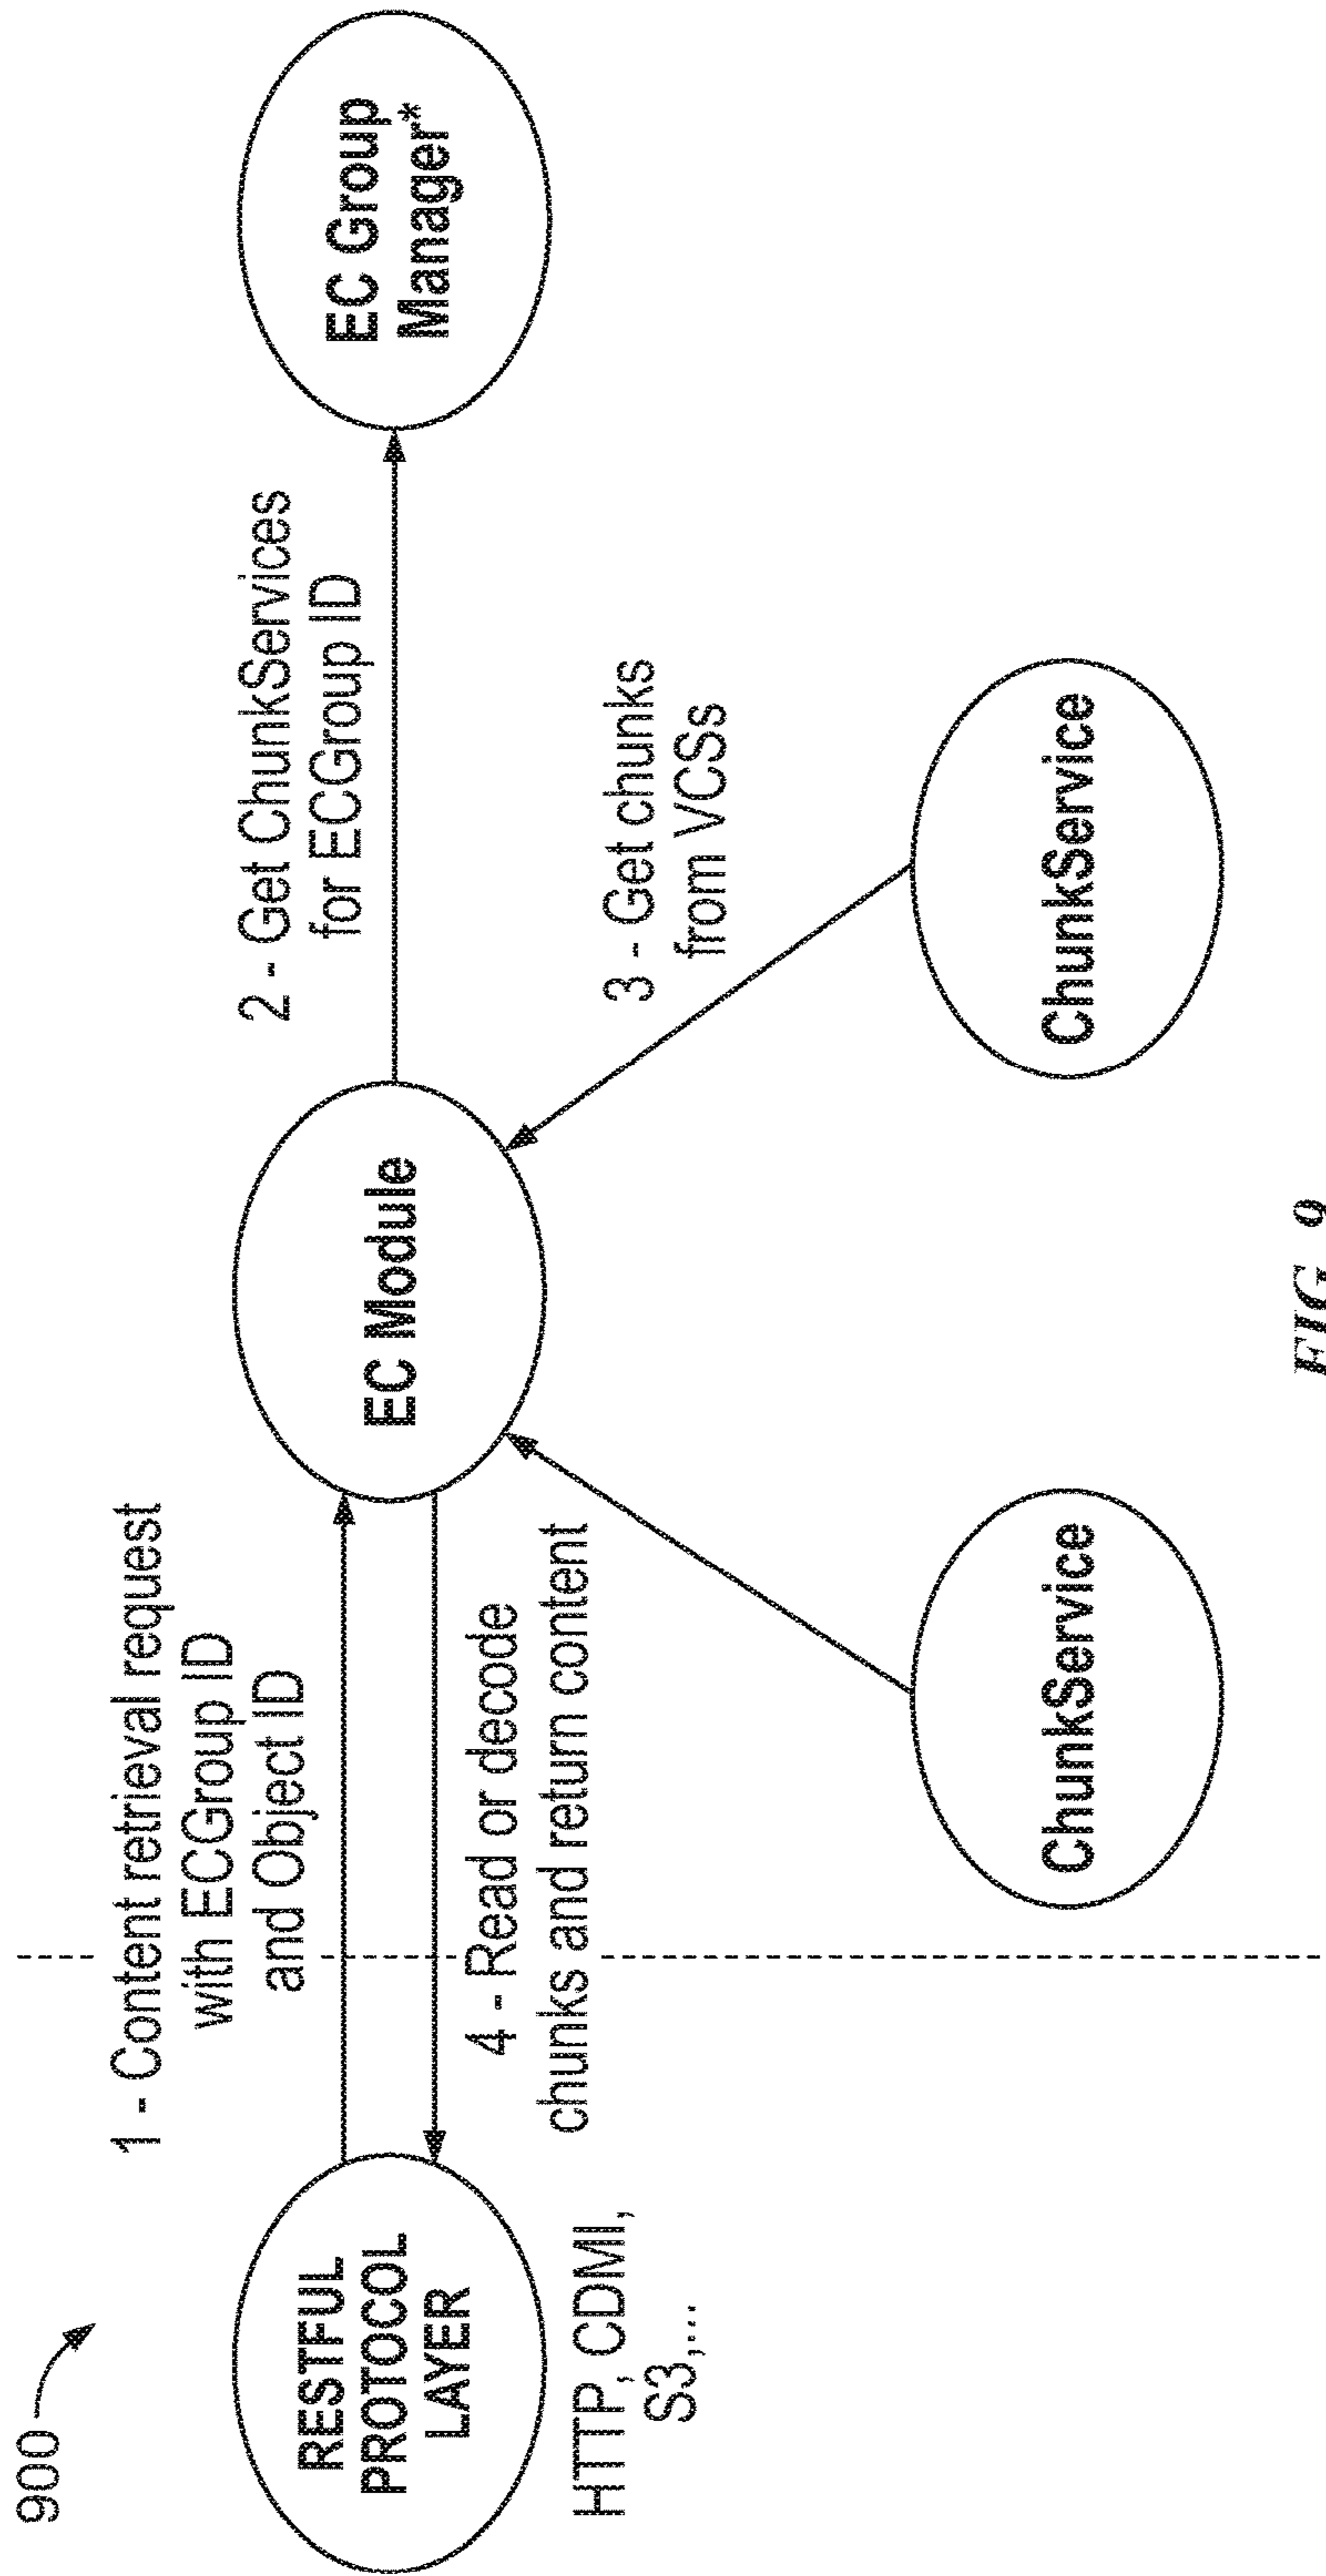 900
RESTFUL
PROTOCOL
LAYER
HTTP, CDMI,
S3,...
1 - Content retrieval request
with ECGroup ID
and Object ID
4 - Read or decode
chunks and return content
EC Module
2 - Get ChunkServices
for ECGroup ID
EC Group
Manager*
3 - Get chunks
from VCSs
ChunkService
ChunkService
FIG. 9